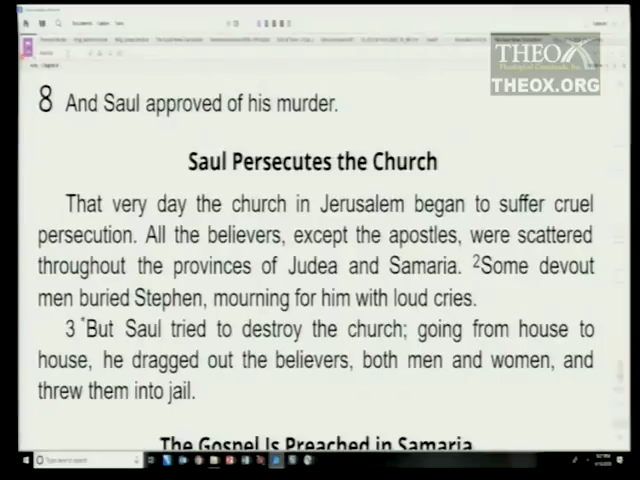 THEOX
THEOX.ORG
8 And Saul approved of his murder.
Saul Persecutes the Church
That very day the church in Jerusalem began to suffer cruel
persecution. All the believers, except the apostles, were scattered
throughout the provinces of Judea and Samaria. 2Some devout
men buried Stephen, mourning for him with loud cries.
3 *But Saul tried to destroy the church; going from house to
house, he dragged out the believers, both men and women, and
threw them into jail.
The Gospel Is Preached in Samaria